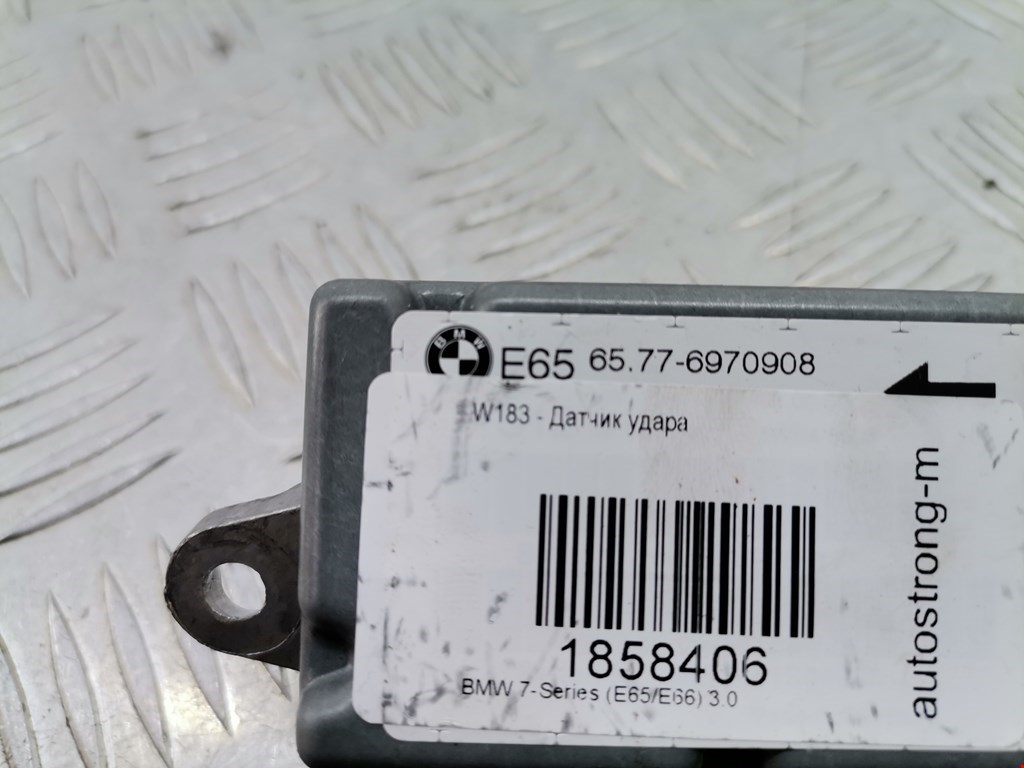 BMW E65 65.77-6970908
W183 - Датчик удара
1858406
BMW 7-Series (E65/E66) 3.0
autostrong-m